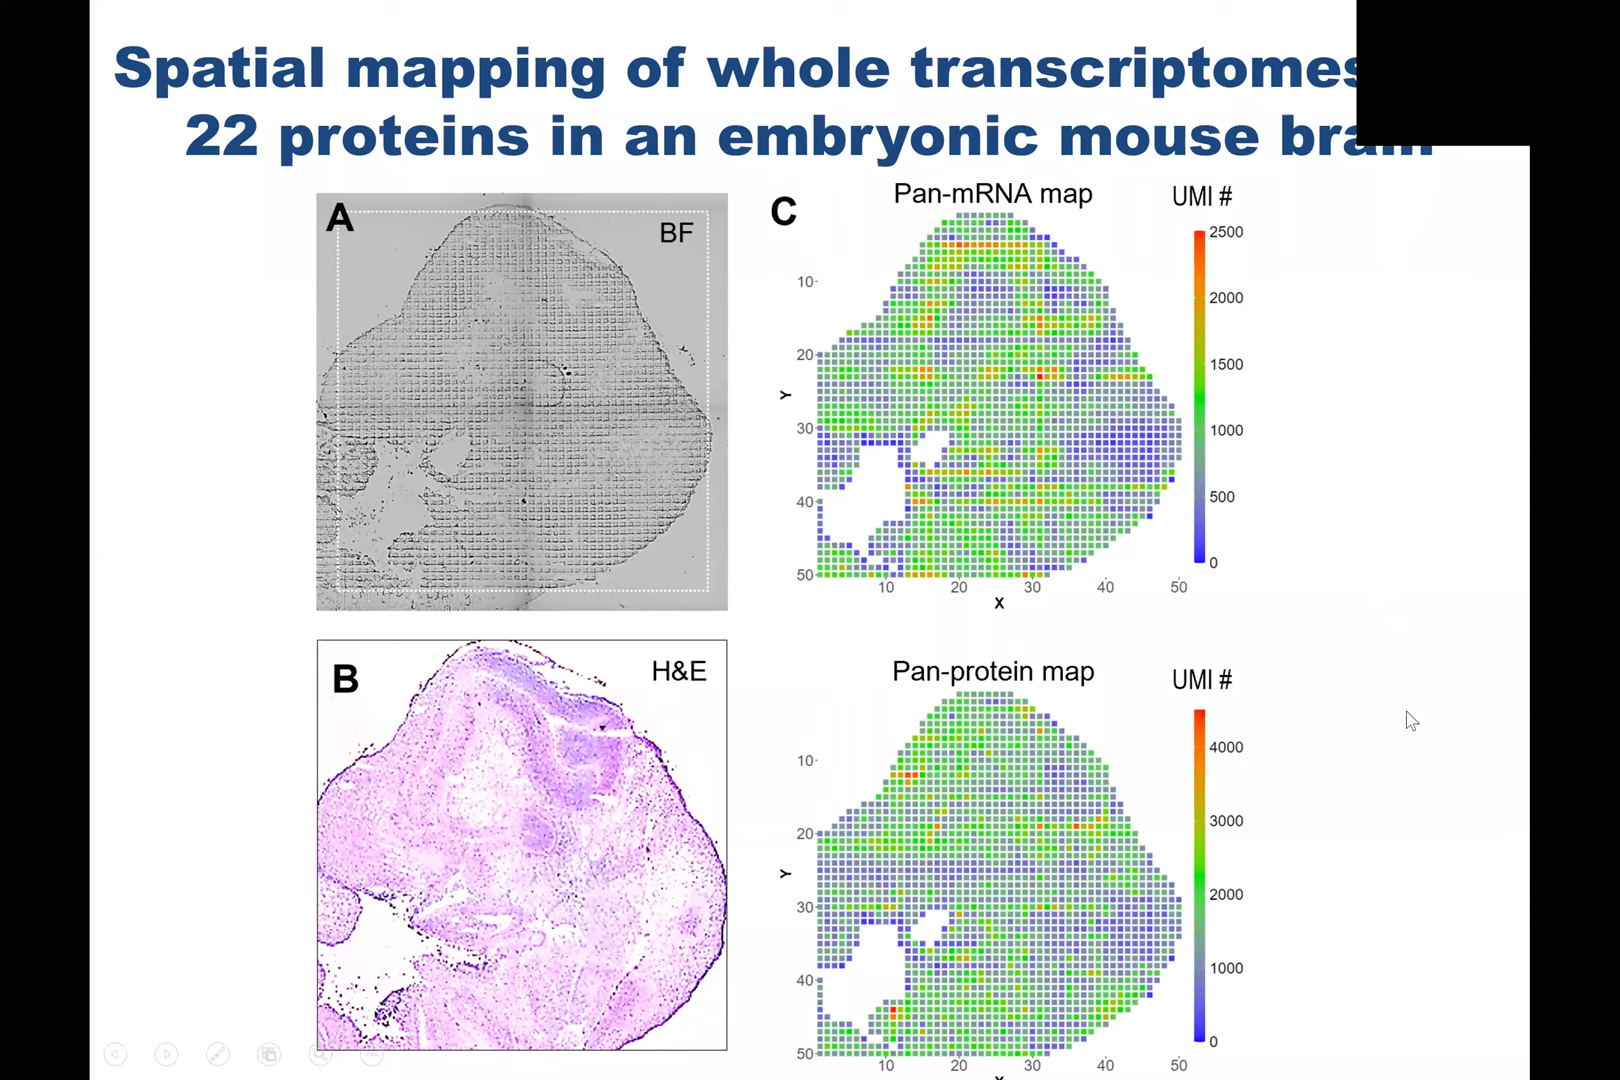 Spatial mapping of whole transcriptomes
22 proteins in an embryonic mouse brain
A
BF
B
H&E
C
Pan-mRNA map
UMI #
2500
2000
1500
1000
500
0
10
20
30
40
50
Y
10
20
30
40
50
X
Pan-protein map
UMI #
4000
3000
2000
1000
0
10
20
30
40
50
Y
10
20
30
40
50